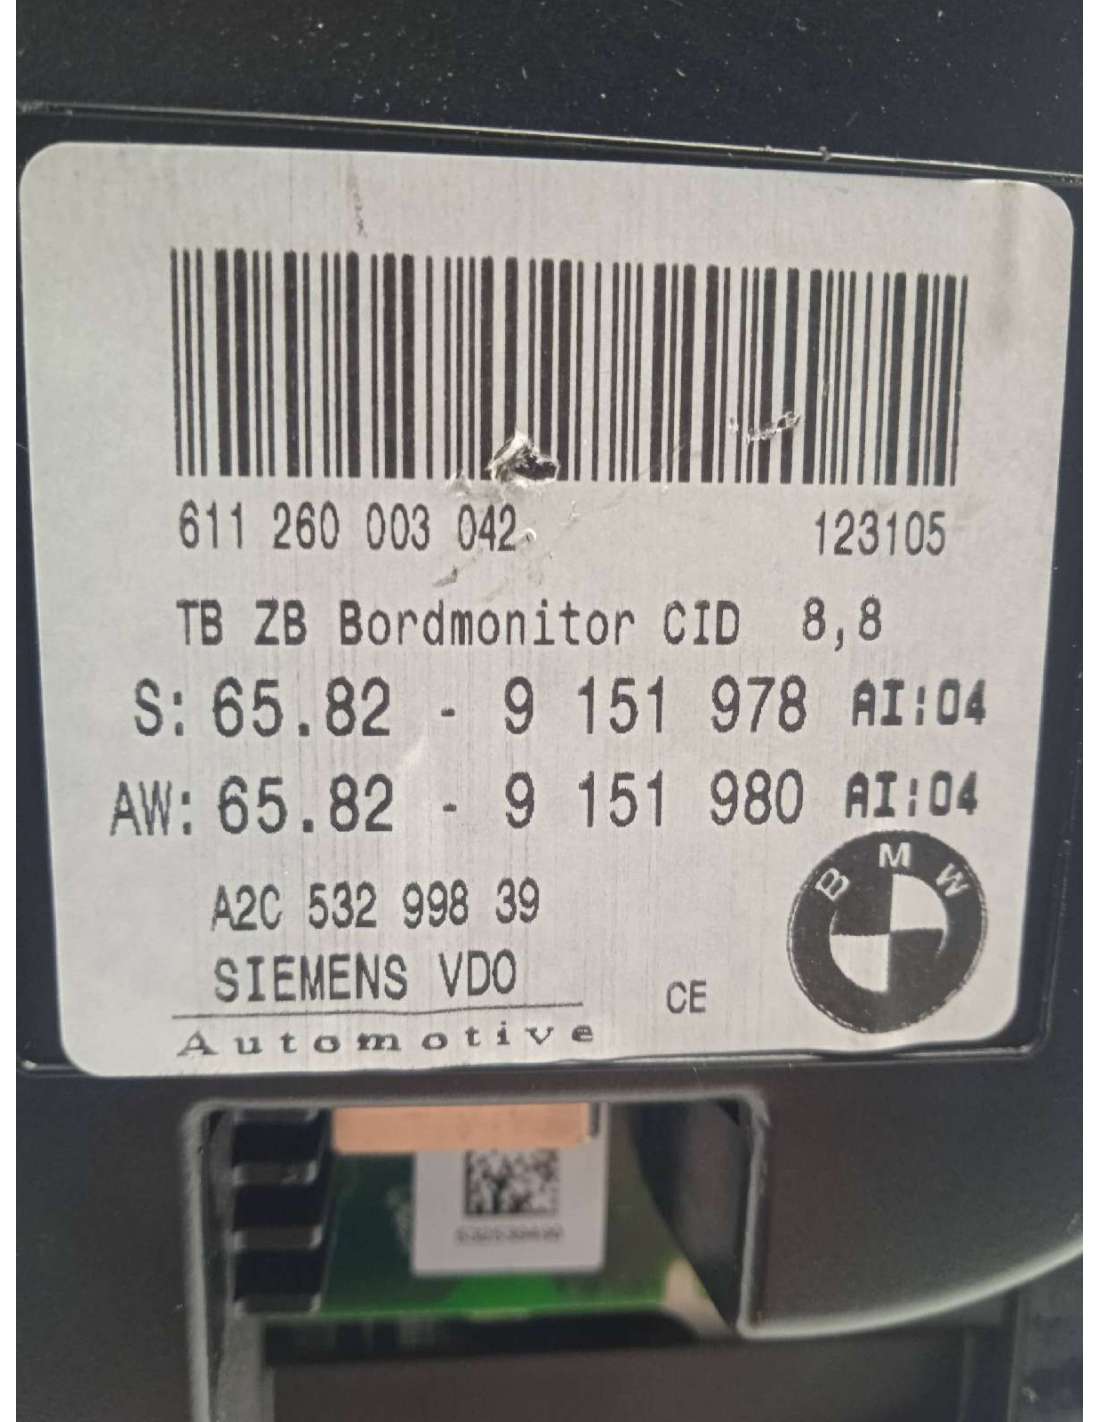 611 260 003 042 123105
TB ZB Bordmonitor CID 8,8
S: 65.82 - 9 151 978 AI:04
AW: 65.82 - 9 151 980 AI:04
BMW
A2C 532 998 39
SIEMENS VDO
CE
Automotive